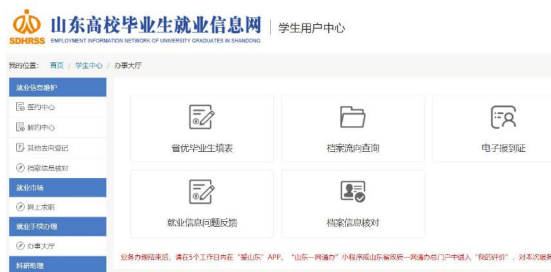 山东高校毕业生就业信息网 学生用户中心
SDHRSS EMPLOYMENT INFORMATION NETWORK OF UNIVERSITY GRADUATES IN SHANDONG
我的位置： 首页 / 学生中心 / 办事大厅
就业信息维护
签约中心
解约中心
其他去向登记
档案信息核对
就业市场
网上求职
就业手续办理
办事大厅
科研助理
省优毕业生填表 档案流向查询 电子报到证
就业信息问题反馈 档案信息核对
业务办理结束后，请在5个工作日内在“爱山东”APP、“山东一网通办”小程序或山东省政府一网通办总门户中进入“我的评价”，对本次服务